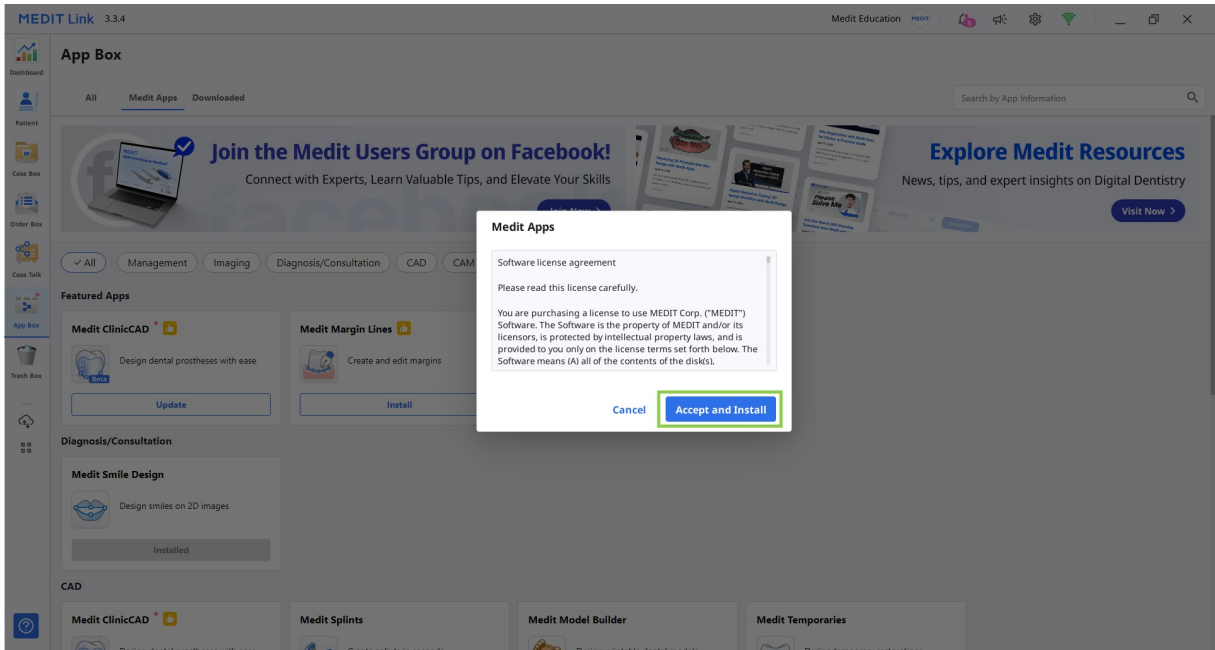 MEDIT Link 3.3.4
Medit Education
MEDIT
Dashboard
Patient
Case Box
Order Box
Case Talk
App Box
Trash Box
App Box
All
Medit Apps
Downloaded
Search by App Information
Join the Medit Users Group on Facebook!
Connect with Experts, Learn Valuable Tips, and Elevate Your Skills
Join Now >
Explore Medit Resources
News, tips, and expert insights on Digital Dentistry
Visit Now >
Please
Solve Me
All
Management
Imaging
Diagnosis/Consultation
CAD
CAM
Featured Apps
Medit ClinicCAD
Beta
Design dental prostheses with ease
Update
Medit Margin Lines
Create and edit margins
Install
Medit Apps
Software license agreement
Please read this license carefully.
You are purchasing a license to use MEDIT Corp. ("MEDIT")
Software. The Software is the property of MEDIT and/or its
licensors, is protected by intellectual property laws, and is
provided to you only on the license terms set forth below. The
Software means (A) all of the contents of the disk(s),
Cancel
Accept and Install
Diagnosis/Consultation
Medit Smile Design
Design smiles on 2D images
Installed
CAD
Medit ClinicCAD
Medit Splints
Medit Model Builder
Medit Temporaries